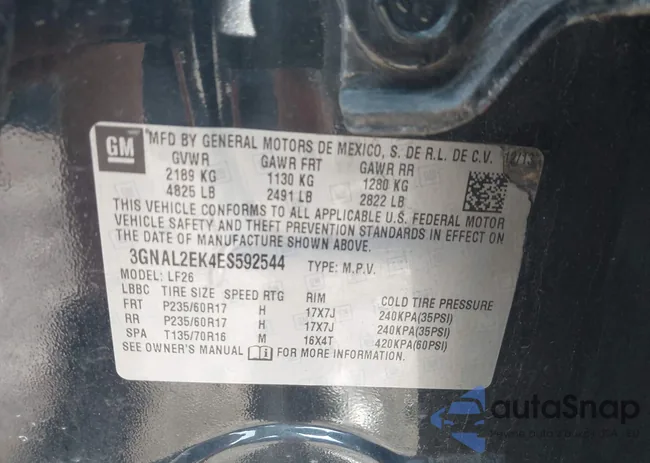 GM MFD BY GENERAL MOTORS DE MEXICO, S. DE R.L. DE C.V. 12/13
GVWR GAWR FRT GAWR RR
2189 KG 1130 KG 1280 KG
4825 LB 2491 LB 2822 LB
THIS VEHICLE CONFORMS TO ALL APPLICABLE U.S. FEDERAL MOTOR
VEHICLE SAFETY AND THEFT PREVENTION STANDARDS IN EFFECT ON
THE DATE OF MANUFACTURE SHOWN ABOVE.
3GNAL2EK4ES592544 TYPE: M.P.V.
MODEL: LF26
LBBC TIRE SIZE SPEED RTG RIM COLD TIRE PRESSURE
FRT P235/60R17 H 17X7J 240KPA(35PSI)
RR P235/60R17 H 17X7J 240KPA(35PSI)
SPA T135/70R16 M 16X4T 420KPA(60PSI)
SEE OWNER'S MANUAL FOR MORE INFORMATION.
autoSnap